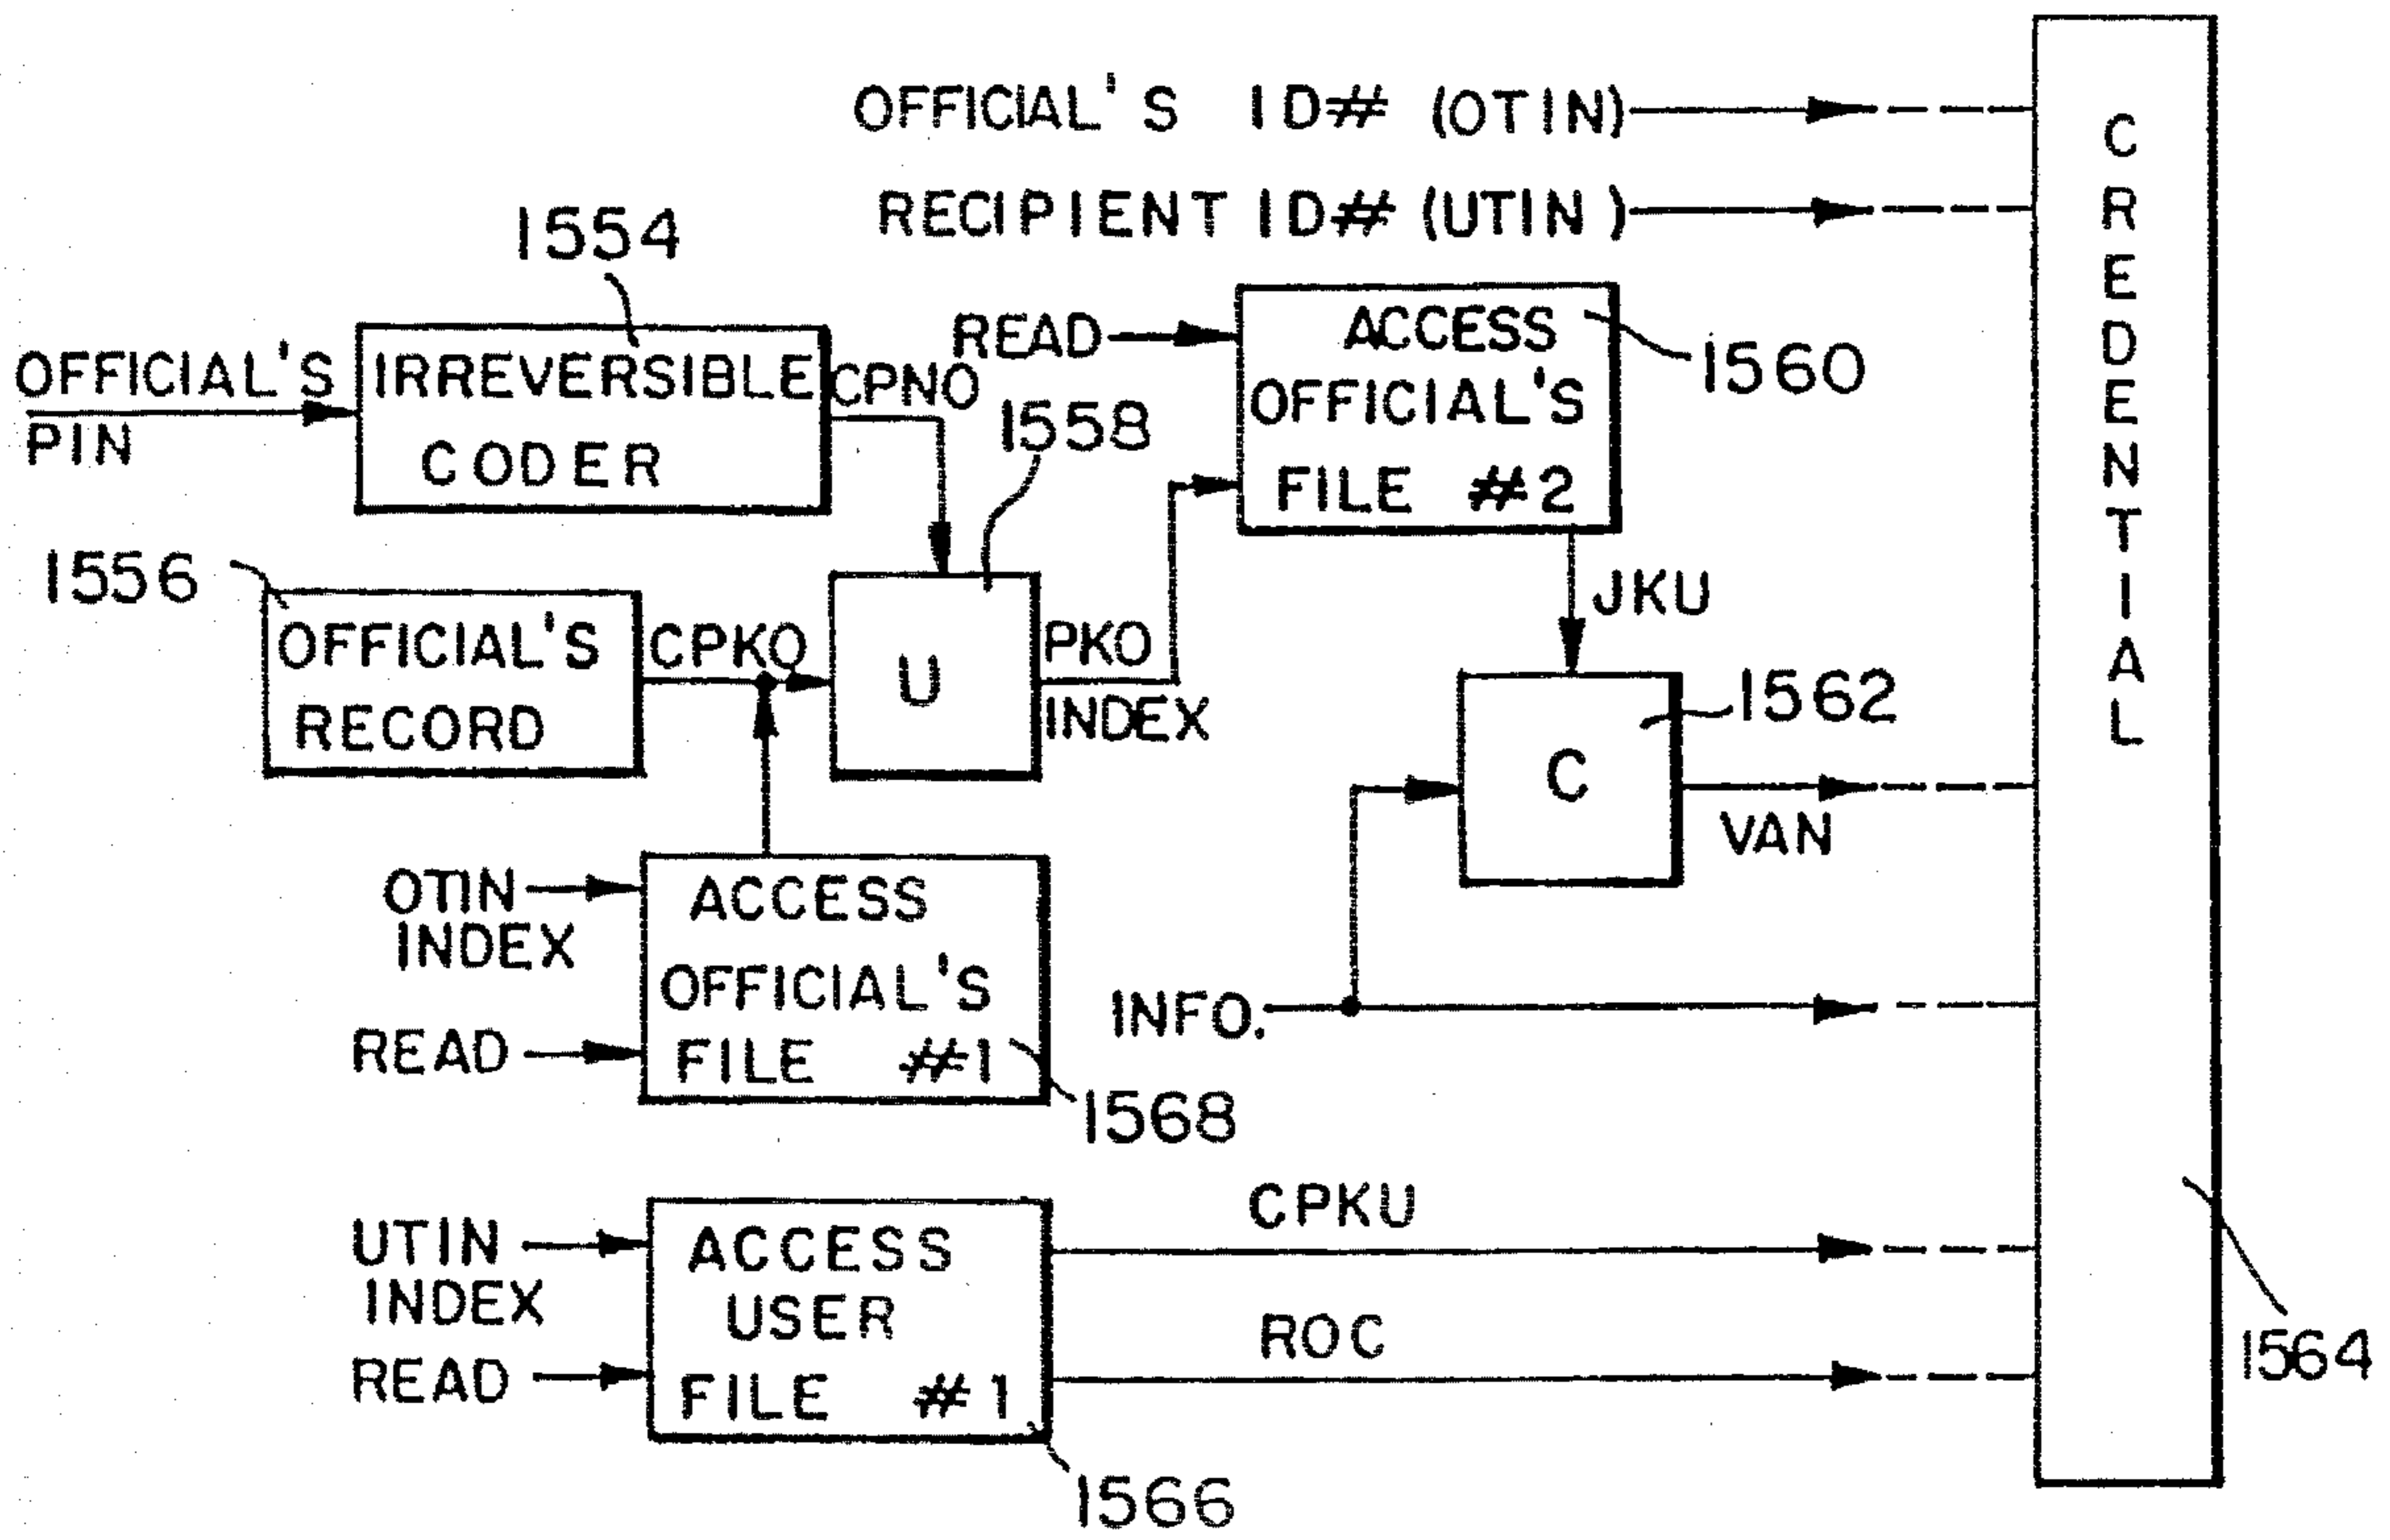 OFFICIAL'S ID# (OTIN)
RECIPIENT ID# (UTIN)
CREDENTIAL
1554
READ
ACCESS
OFFICIAL'S
FILE #2
1560
OFFICIAL'S
PIN
IRREVERSIBLE
CODER
CPNO
1558
1556
OFFICIAL'S
RECORD
CPKO
U
PKO
INDEX
JKU
1562
C
VAN
OTIN
INDEX
READ
ACCESS
OFFICIAL'S
FILE #1
1568
INFO.
UTIN
INDEX
READ
ACCESS
USER
FILE #1
1566
CPKU
ROC
1564